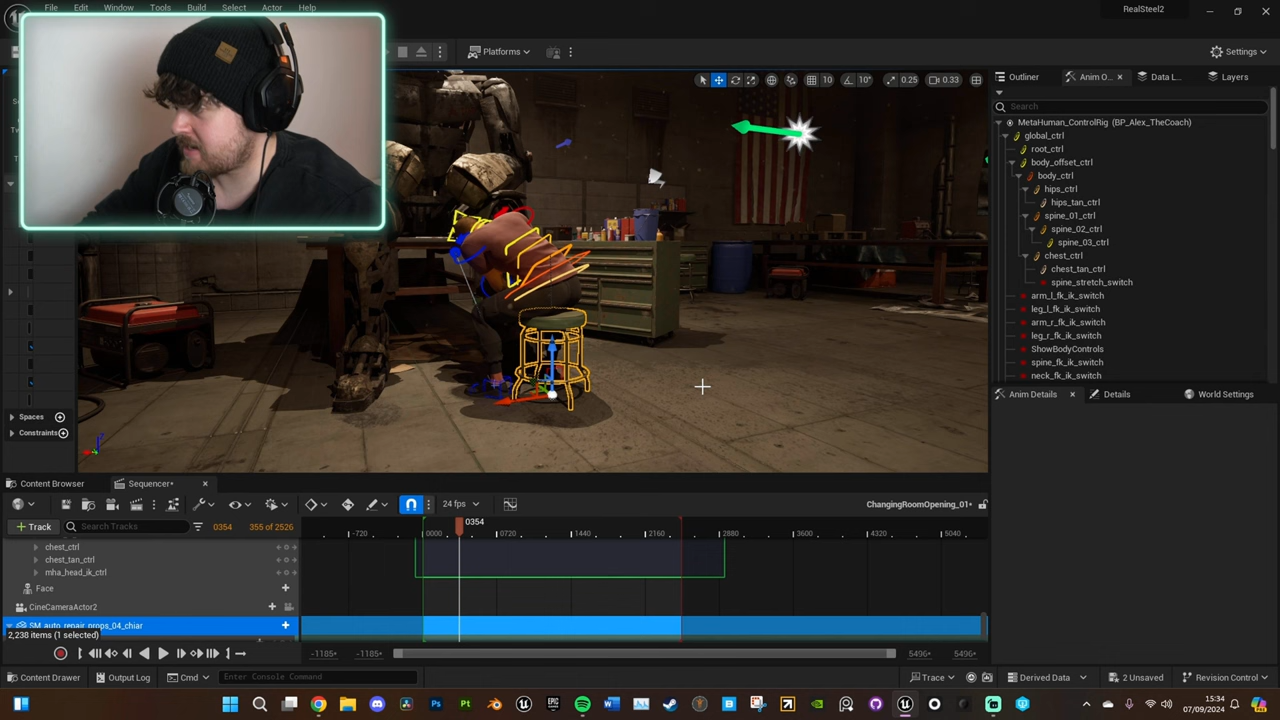 File Edit View Tools Build Select Actor Help
RealSteel2
Platforms
Settings
10 10° 0.25 0.33
Outliner Anim O... Data L... Layers
Search
MetaHuman_ControlRig (BP_Alex_TheCoach)
global_ctrl
root_ctrl
body_offset_ctrl
body_ctrl
hips_ctrl
hips_tan_ctrl
spine_01_ctrl
spine_02_ctrl
spine_03_ctrl
chest_ctrl
chest_tan_ctrl
spine_stretch_switch
arm_l_fk_ik_switch
leg_l_fk_ik_switch
arm_r_fk_ik_switch
leg_r_fk_ik_switch
ShowBodyControls
spine_fk_ik_switch
neck_fk_ik_switch
Anim Details Details World Settings
Spaces
Constraints
Content Browser Sequencer*
24 fps
ChangingRoomOpening_01*
Track Search Tracks 0354 355 of 2526
0354
-720 0000 0720 1440 2160 2880 3600 4320 5040
chest_ctrl
chest_tan_ctrl
mha_head_ik_ctrl
Face
CineCameraActor2
SM_auto_repair_props_04_chiar
2,238 items (1 selected)
-1185* -1185* 5496* 5496*
Content Drawer Output Log Cmd Enter Console Command Trace Derived Data 2 Unsaved Revision Control
15:34
07/09/2024